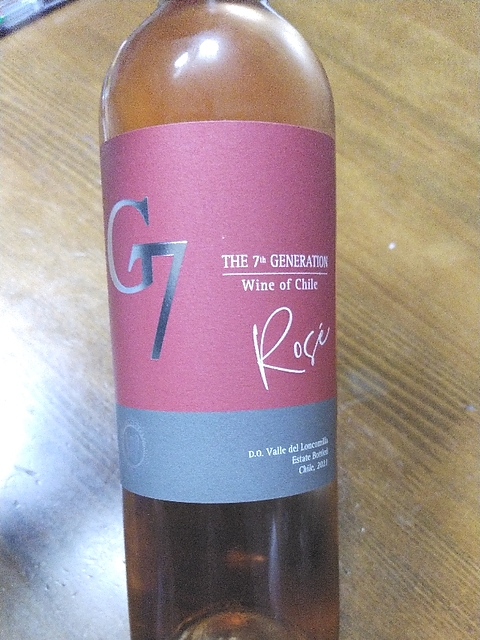 G7
THE 7th GENERATION
Wine of Chile
Rosé
D.O. Valle del Loncomilla
Estate Bottled
Chile, 2021